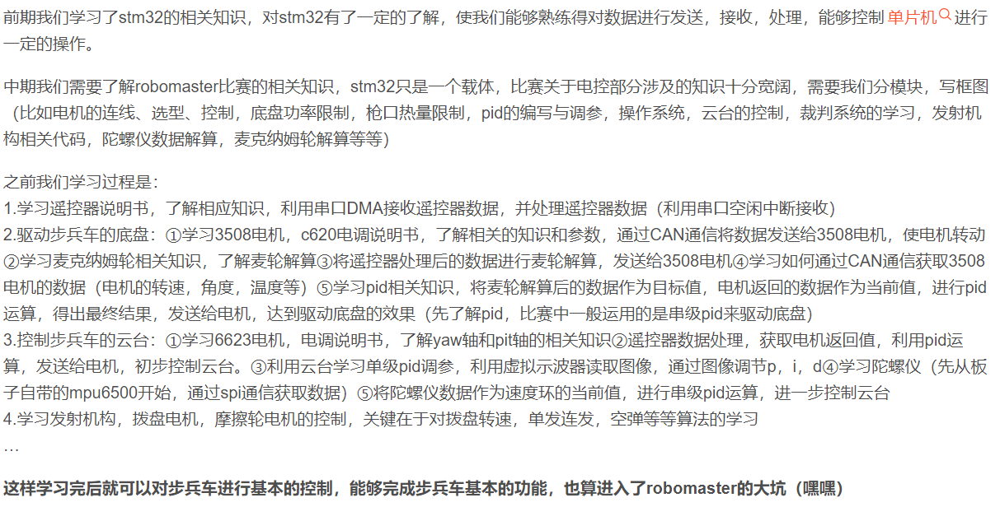 前期我们学习了stm32的相关知识，对stm32有了一定的了解，使我们能够熟练得对数据进行发送，接收，处理，能够控制单片机进行
一定的操作。
中期我们需要了解robomaster比赛的相关知识，stm32只是一个载体，比赛关于电控部分涉及的知识十分宽阔，需要我们分模块，写框图
（比如电机的连线、选型、控制，底盘功率限制，枪口热量限制，pid的编写与调参，操作系统，云台的控制，裁判系统的学习，发射机
构相关代码，陀螺仪数据解算，麦克纳姆轮解算等等）
之前我们学习过程是：
1.学习遥控器说明书，了解相应知识，利用串口DMA接收遥控器数据，并处理遥控器数据（利用串口空闲中断接收）
2.驱动步兵车的底盘：①学习3508电机，c620电调说明书，了解相关的知识和参数，通过CAN通信将数据发送给3508电机，使电机转动
②学习麦克纳姆轮相关知识，了解麦轮解算③将遥控器处理后的数据进行麦轮解算，发送给3508电机④学习如何通过CAN通信获取3508
电机的数据（电机的转速，角度，温度等）⑤学习pid相关知识，将麦轮解算后的数据作为目标值，电机返回的数据作为当前值，进行pid
运算，得出最终结果，发送给电机，达到驱动底盘的效果（先了解pid，比赛中一般运用的是串级pid来驱动底盘）
3.控制步兵车的云台：①学习6623电机，电调说明书，了解yaw轴和pit轴的相关知识②遥控器数据处理，获取电机返回值，利用pid运
算，发送给电机，初步控制云台。③利用云台学习单级pid调参，利用虚拟示波器读取图像，通过图像调节p，i，d④学习陀螺仪（先从板
子自带的mpu6500开始，通过spi通信获取数据）⑤将陀螺仪数据作为速度环的当前值，进行串级pid运算，进一步控制云台
4.学习发射机构，拨盘电机，摩擦轮电机的控制，关键在于对拨盘转速，单发连发，空弹等等算法的学习
…
这样学习完后就可以对步兵车进行基本的控制，能够完成步兵车基本的功能，也算进入了robomaster的大坑（嘿嘿）